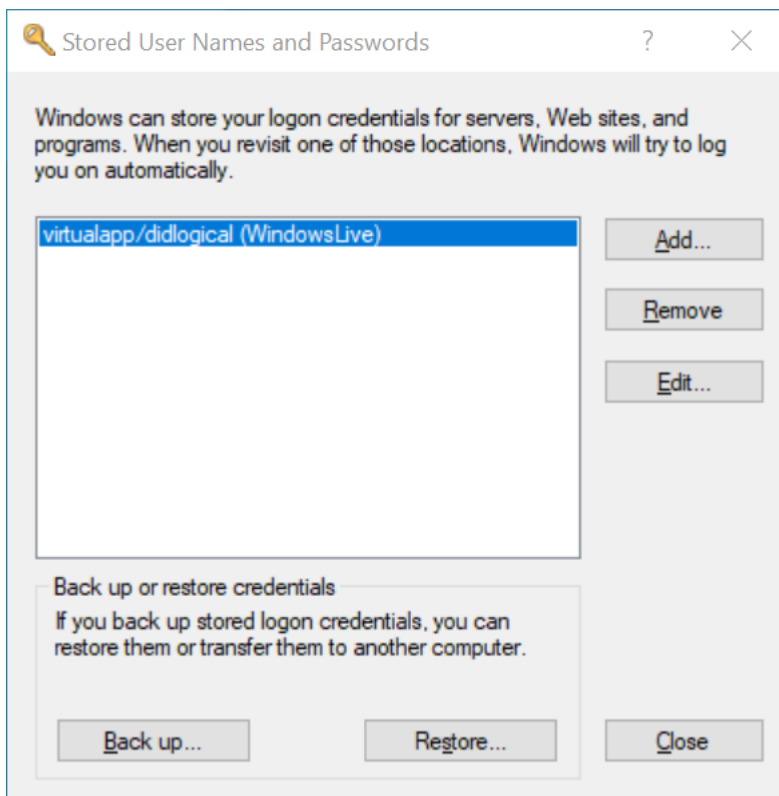 Stored User Names and Passwords
Windows can store your logon credentials for servers, Web sites, and
programs. When you revisit one of those locations, Windows will try to log
you on automatically.
virtualapp/didlogical (WindowsLive)
Add...
Remove
Edit...
Back up or restore credentials
If you back up stored logon credentials, you can
restore them or transfer them to another computer.
Back up...
Restore...
Close